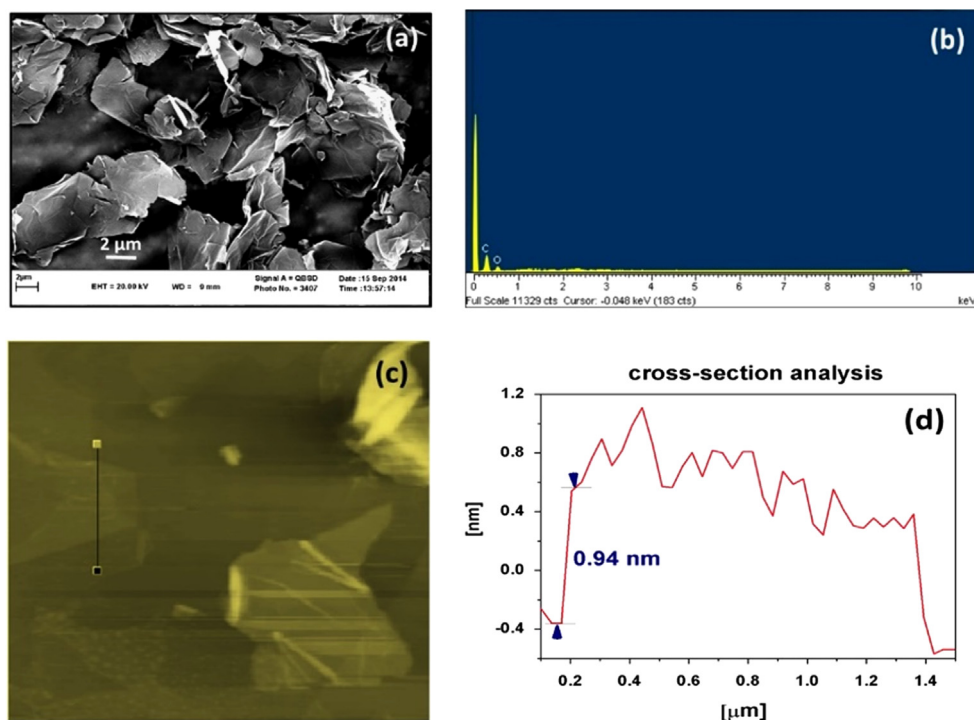 (a)
2 μm
2μm
EHT = 20.00 kV
WD = 9 mm
Signal A = QBSD
Photo No. = 3407
Date :15 Sep 2014
Time :13:57:14
(b)
C
O
0 1 2 3 4 5 6 7 8 9 10
Full Scale 11329 cts Cursor: -0.048 keV (183 cts)
keV
(c)
cross-section analysis
(d)
1.2
0.8
0.4
0.0
-0.4
[nm]
0.94 nm
0.2 0.4 0.6 0.8 1.0 1.2 1.4
[μm]